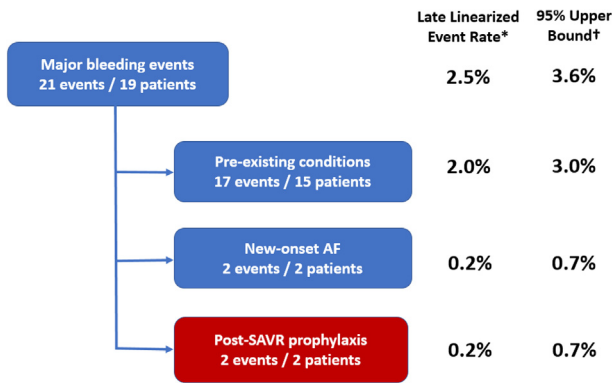 Late Linearized
Event Rate*
95% Upper
Bound†
Major bleeding events
21 events / 19 patients
2.5%
3.6%
Pre-existing conditions
17 events / 15 patients
2.0%
3.0%
New-onset AF
2 events / 2 patients
0.2%
0.7%
Post-SAVR prophylaxis
2 events / 2 patients
0.2%
0.7%